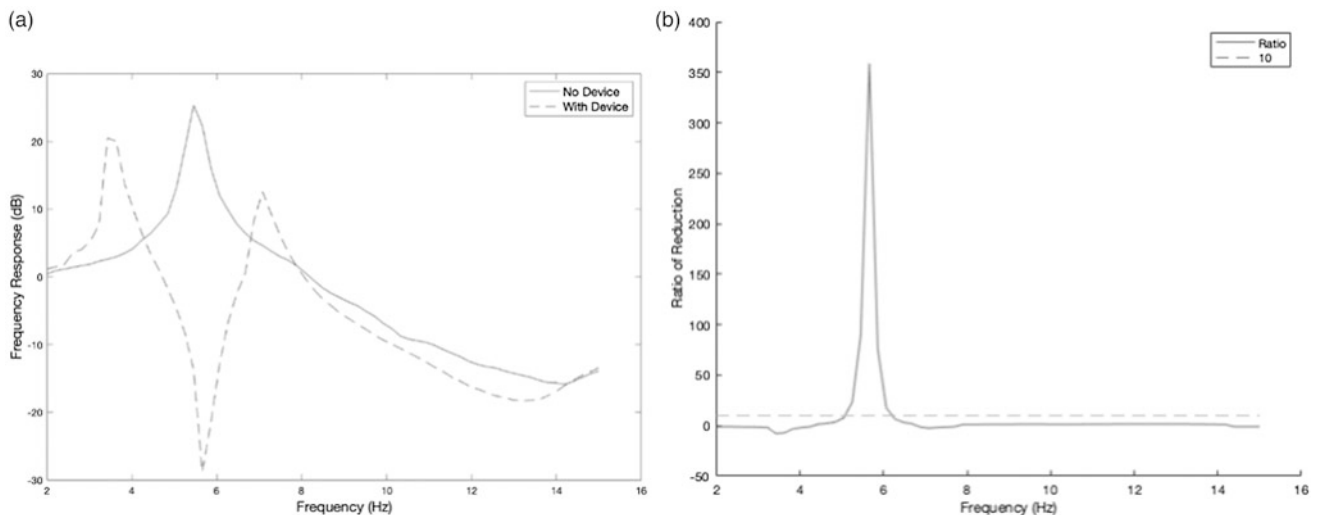 (a)
30
20
10
0
-10
-20
-30
2 4 6 8 10 12 14 16
Frequency Response (dB)
Frequency (Hz)
No Device
With Device
(b)
400
350
300
250
200
150
100
50
0
-50
2 4 6 8 10 12 14 16
Ratio of Reduction
Frequency (Hz)
Ratio
10